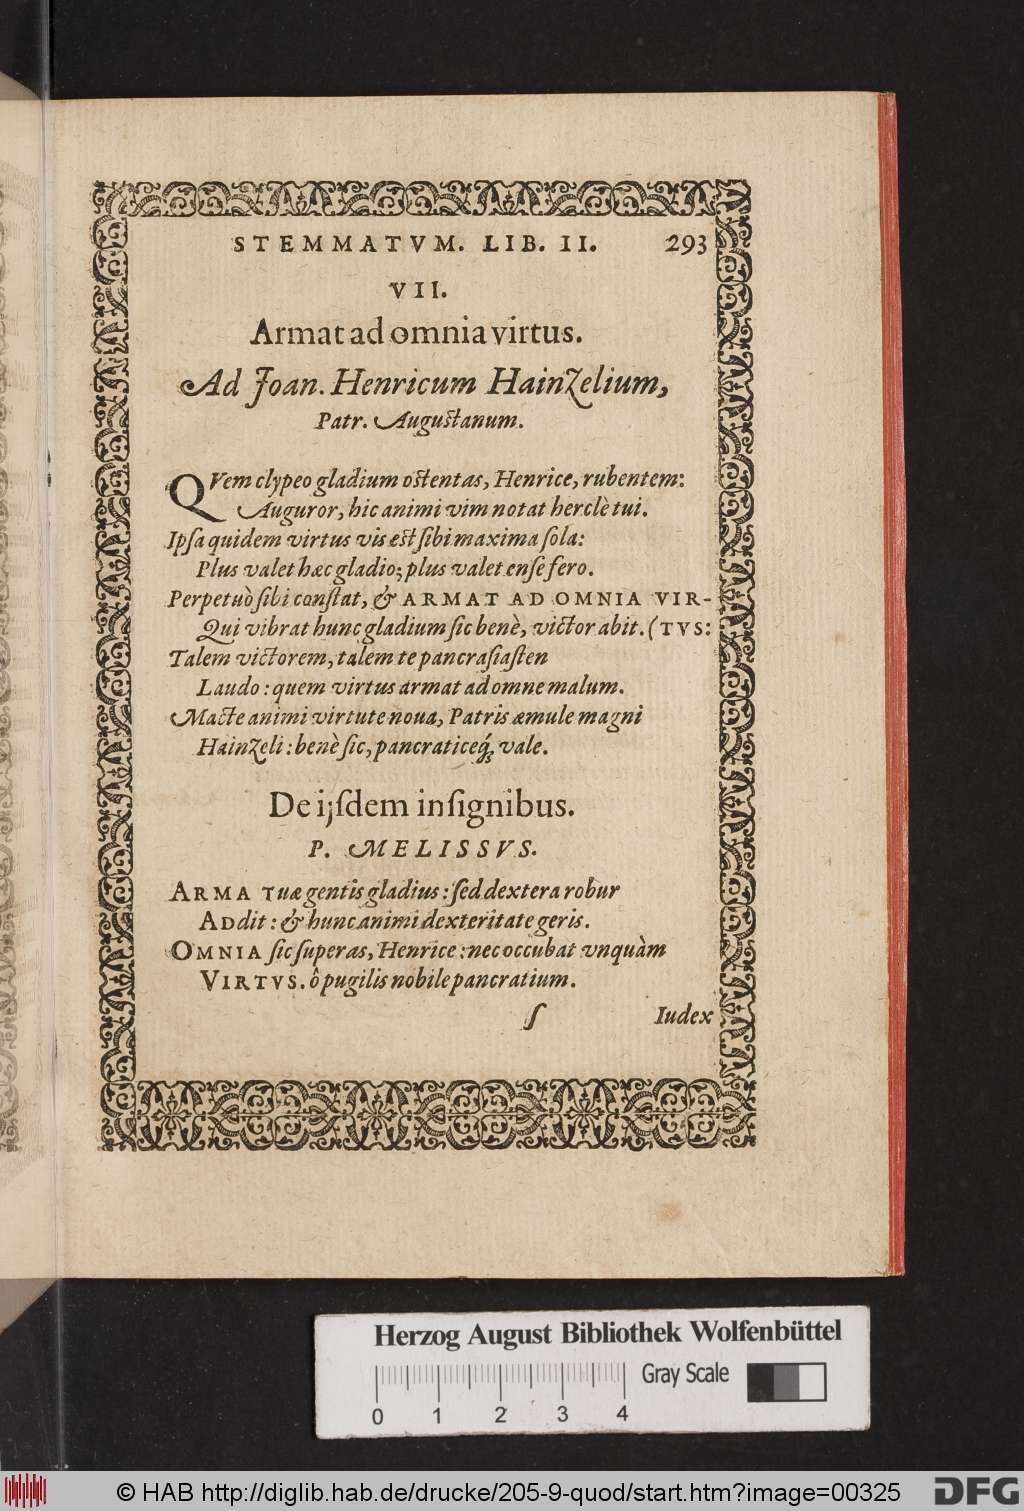 STEMMATVM. LIB. II. 293
VII.
Armat ad omnia virtus.
Ad Joan. Henricum Hainzelium,
Patr. Augustanum.
QVem clypeo gladium ostentas, Henrice, rubentem:
Auguror, hic animi vim notat herclè tui.
Ipſa quidem virtus vis est ſibi maxima ſola:
Plus valet hæc gladio; plus valet enſe fero.
Perpetuò ſibi conſtat, & ARMAT AD OMNIA VIR-
Qui vibrat hunc gladium ſic benè, victor abit. (TVS:
Talem victorem, talem te pancraſiaſten
Laudo: quem virtus armat ad omne malum.
Macte animi virtute noua, Patris æmule magni
Hainzeli: benè ſic, pancraticeq́; vale.
De ijſdem inſignibus.
P. MELISSVS.
ARMA Tuæ gentis gladius: ſed dextera robur
ADdit: & hunc animi dexteritate geris.
OMNIA ſic ſuperas, Henrice: nec occubat vnquàm
VIRTVS. ô pugilis nobile pancratium.
ſ Iudex
Herzog August Bibliothek Wolfenbüttel
Gray Scale
0 1 2 3 4
© HAB http://diglib.hab.de/drucke/205-9-quod/start.htm?image=00325 DFG